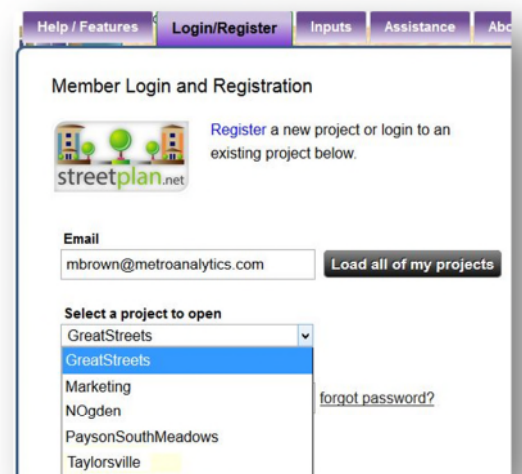 Help / Features Login/Register Inputs Assistance
Member Login and Registration
Register a new project or login to an
existing project below.
streetplan.net
Email
mbrown@metroanalytics.com Load all of my projects
Select a project to open
GreatStreets
GreatStreets
Marketing
NOgden
forgot password?
PaysonSouthMeadows
Taylorsville